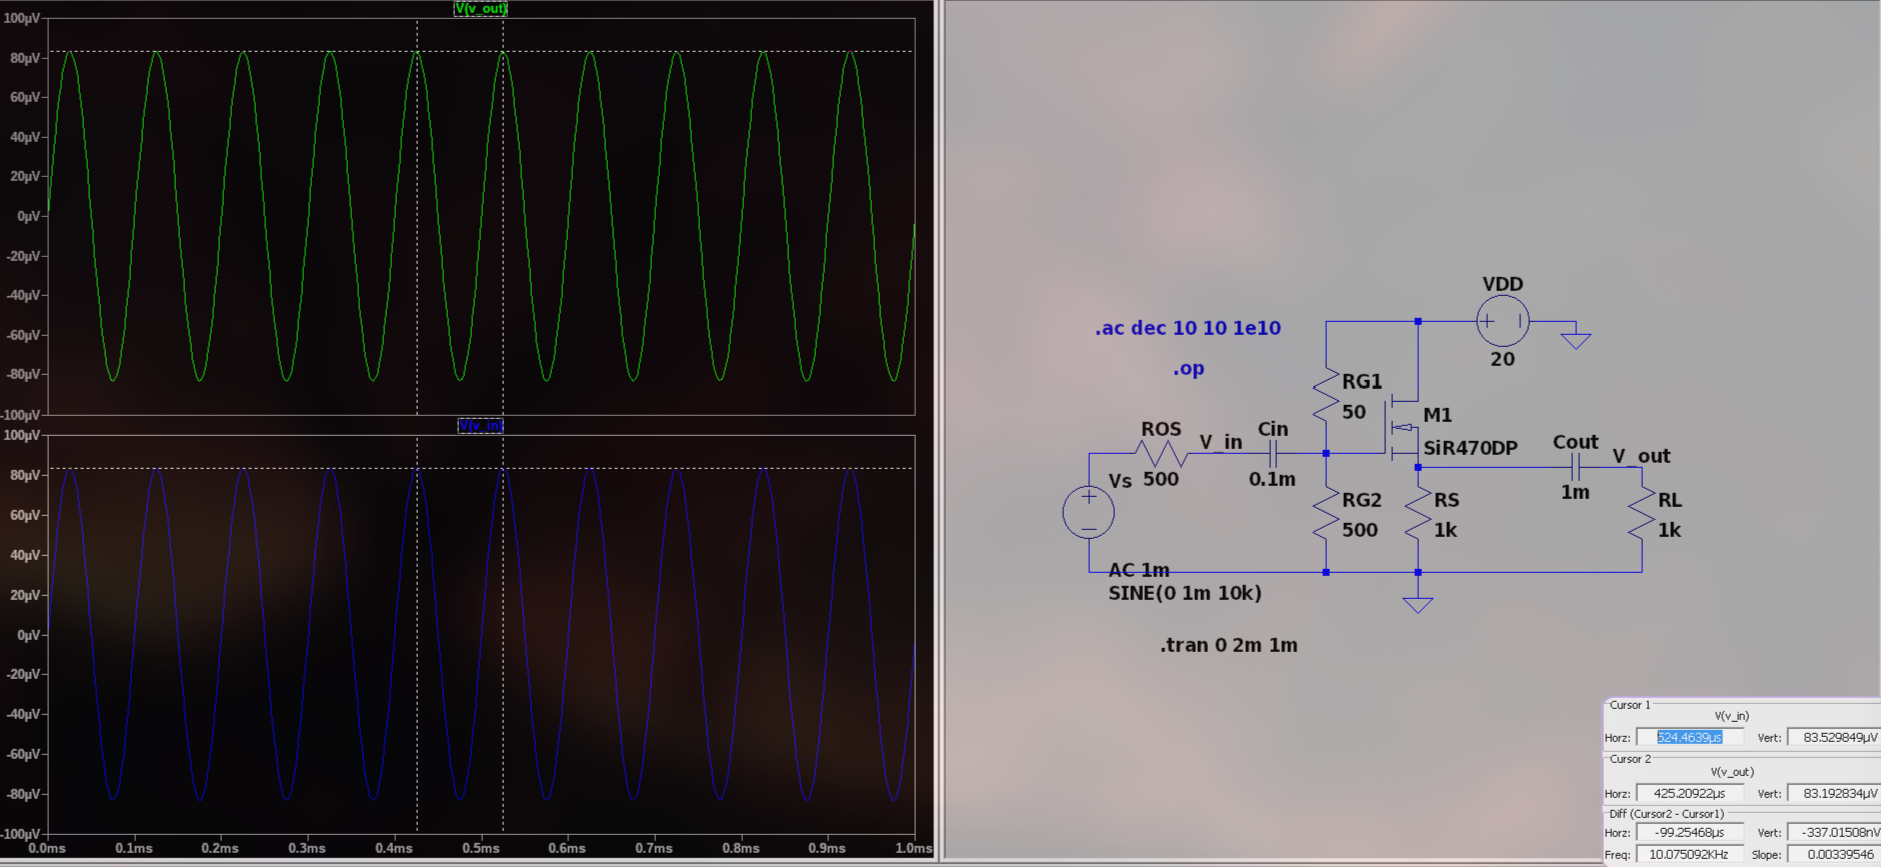 V(v_out)
100µV
80µV
60µV
40µV
20µV
0µV
-20µV
-40µV
-60µV
-80µV
-100µV
V(v_in)
100µV
80µV
60µV
40µV
20µV
0µV
-20µV
-40µV
-60µV
-80µV
-100µV
0.0ms 0.1ms 0.2ms 0.3ms 0.4ms 0.5ms 0.6ms 0.7ms 0.8ms 0.9ms 1.0ms
VDD
20
.ac dec 10 10 1e10
.op
RG1
50
M1
SiR470DP
ROS
500
V_in
Cin
0.1m
Cout
1m
V_out
Vs
RG2
500
RS
1k
RL
1k
AC 1m
SINE(0 1m 10k)
.tran 0 2m 1m
Cursor 1
V(v_in)
Horz: 524.4639µs Vert: 83.529849µV
Cursor 2
V(v_out)
Horz: 425.20922µs Vert: 83.192834µV
Diff (Cursor2 - Cursor1)
Horz: -99.25468µs Vert: -337.01508nV
Freq: 10.075092KHz Slope: 0.00339546